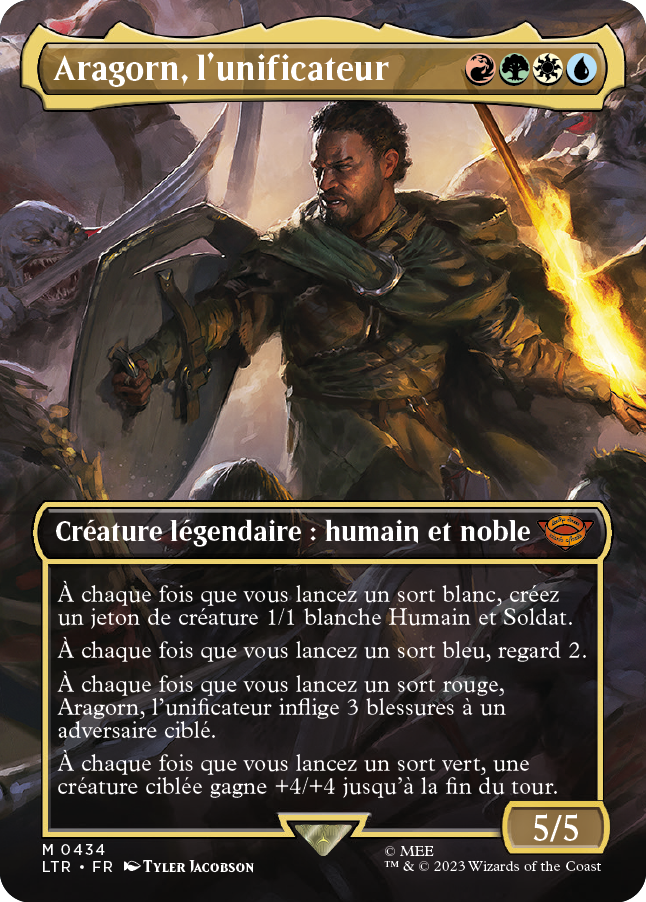 Aragorn, l'unificateur
Créature légendaire : humain et noble
À chaque fois que vous lancez un sort blanc, créez
un jeton de créature 1/1 blanche Humain et Soldat.
À chaque fois que vous lancez un sort bleu, regard 2.
À chaque fois que vous lancez un sort rouge,
Aragorn, l'unificateur inflige 3 blessures à un
adversaire ciblé.
À chaque fois que vous lancez un sort vert, une
créature ciblée gagne +4/+4 jusqu'à la fin du tour.
5/5
M 0434
LTR • FR Tyler Jacobson
© MEE
™ & © 2023 Wizards of the Coast